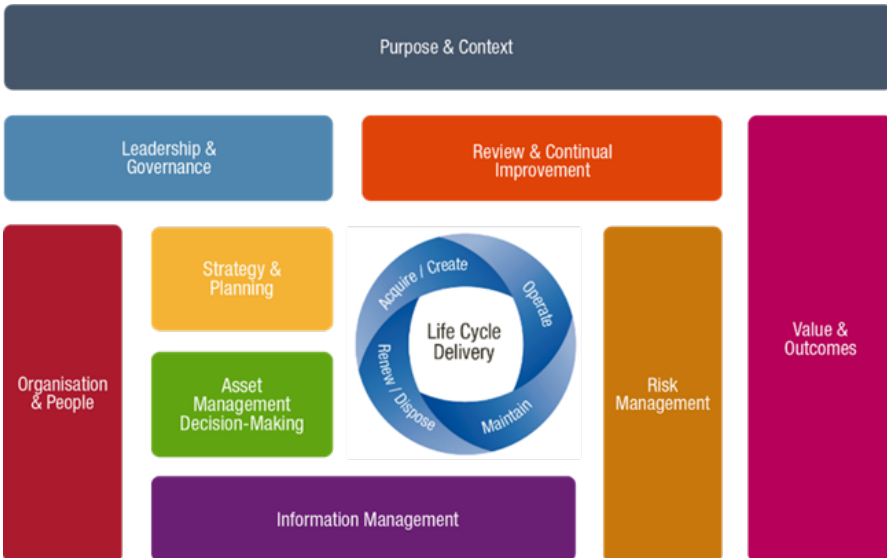 Purpose & Context
Leadership &
Governance
Review & Continual
Improvement
Strategy &
Planning
Acquire / Create
Operate
Life Cycle
Delivery
Renew / Dispose
Maintain
Value &
Outcomes
Organisation
& People
Asset
Management
Decision-Making
Risk
Management
Information Management